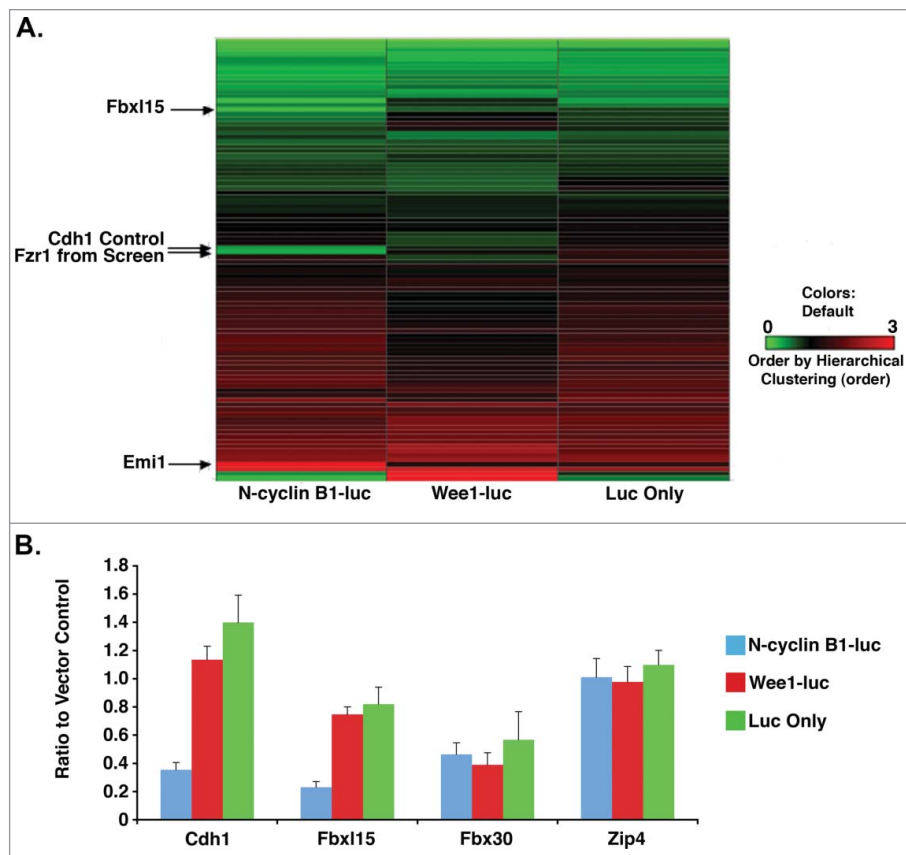 A.
Fbxl15
Cdh1 Control
Fzr1 from Screen
Emi1
N-cyclin B1-luc
Wee1-luc
Luc Only
Colors:
Default
0 3
Order by Hierarchical
Clustering (order)
B.
Ratio to Vector Control
1.8
1.6
1.4
1.2
1.0
0.8
0.6
0.4
0.2
0
Cdh1
Fbxl15
Fbx30
Zip4
N-cyclin B1-luc
Wee1-luc
Luc Only